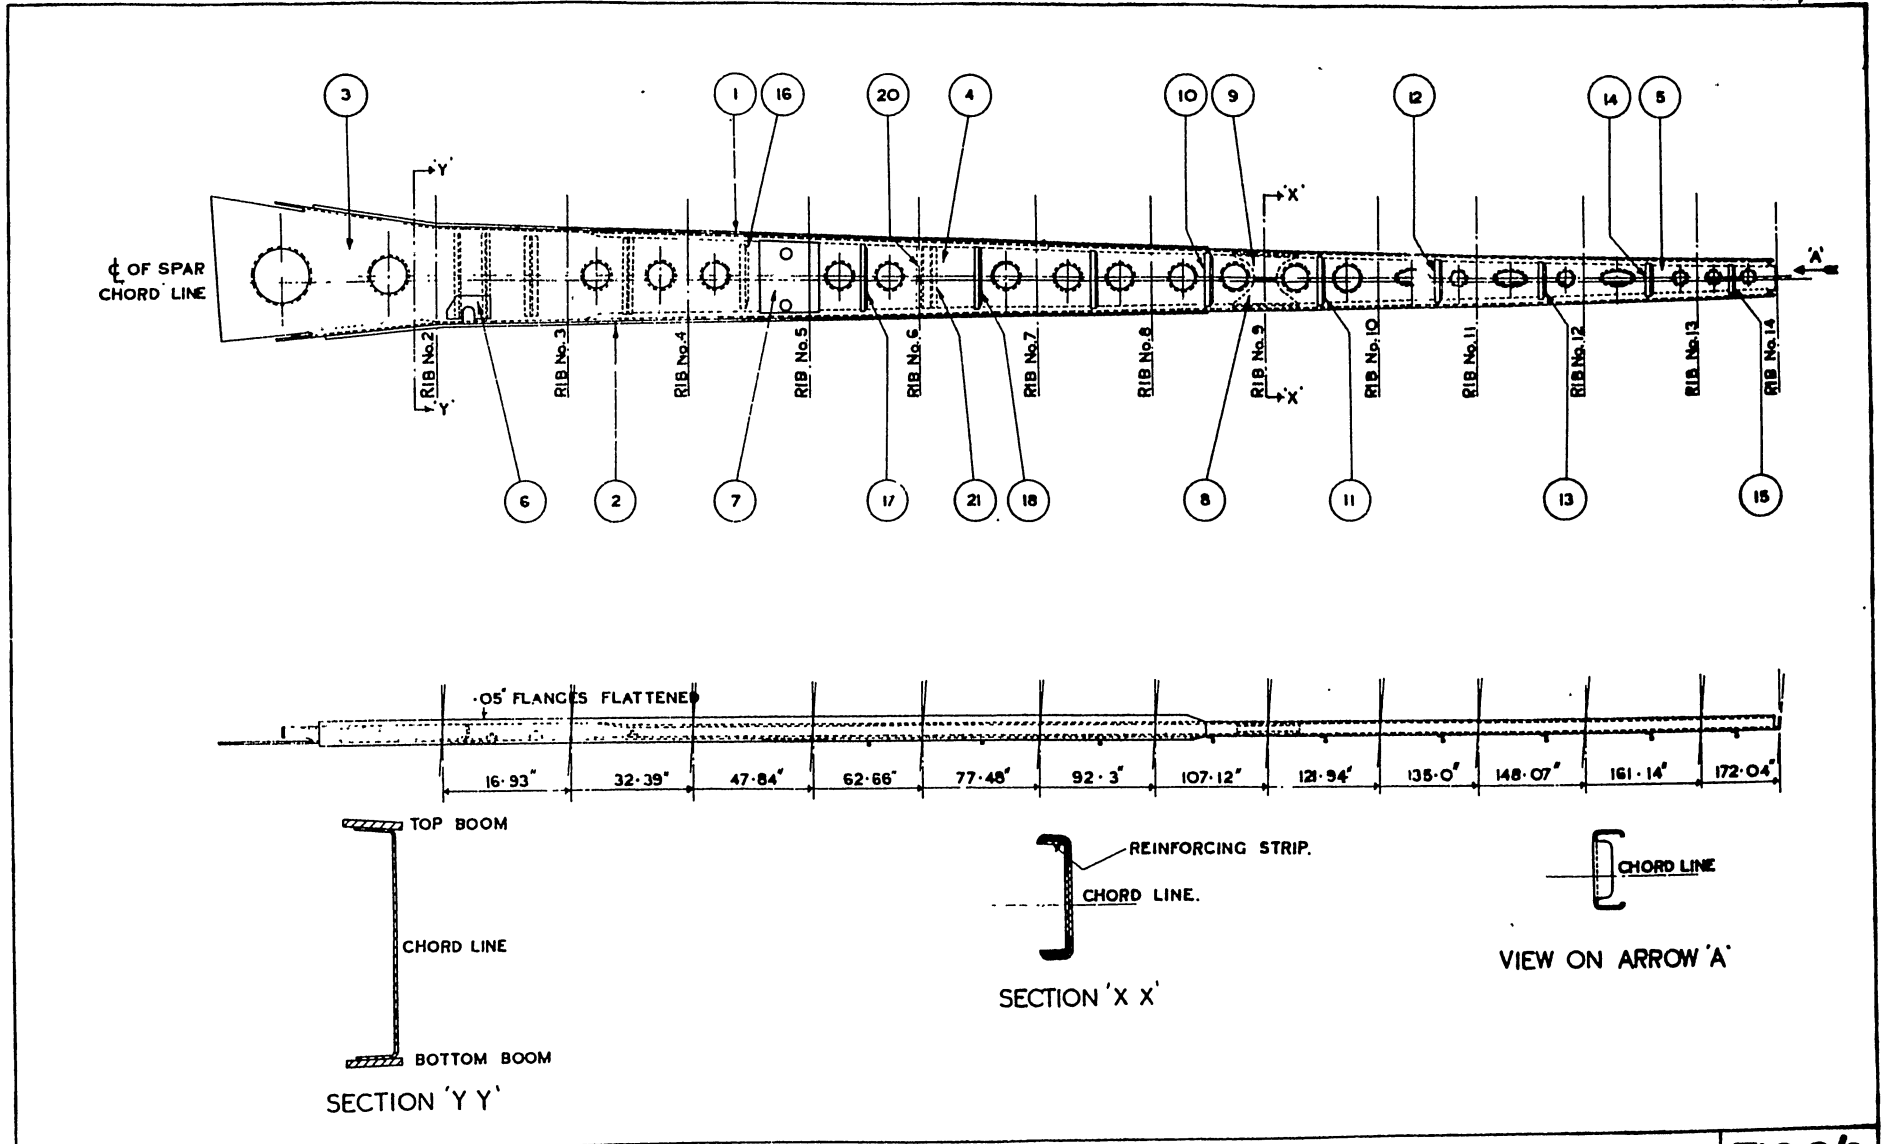 3
1
16
20
4
10
9
12
14
5
'Y'
'X'
'A'
℄ OF SPAR
CHORD LINE
RIB No.2
RIB No.3
RIB No.4
RIB No.5
RIB No.6
RIB No.7
RIB No.8
RIB No.9
RIB No.10
RIB No.11
RIB No.12
RIB No.13
RIB No.14
'Y'
'X'
6
2
7
17
21
18
8
11
13
15
.05" FLANGES FLATTENED
16.93"
32.39"
47.84"
62.66"
77.48"
92.3"
107.12"
121.94"
135.0"
148.07"
161.14"
172.04"
TOP BOOM
CHORD LINE
BOTTOM BOOM
SECTION 'Y Y'
REINFORCING STRIP.
CHORD LINE.
SECTION 'X X'
CHORD LINE
VIEW ON ARROW 'A'